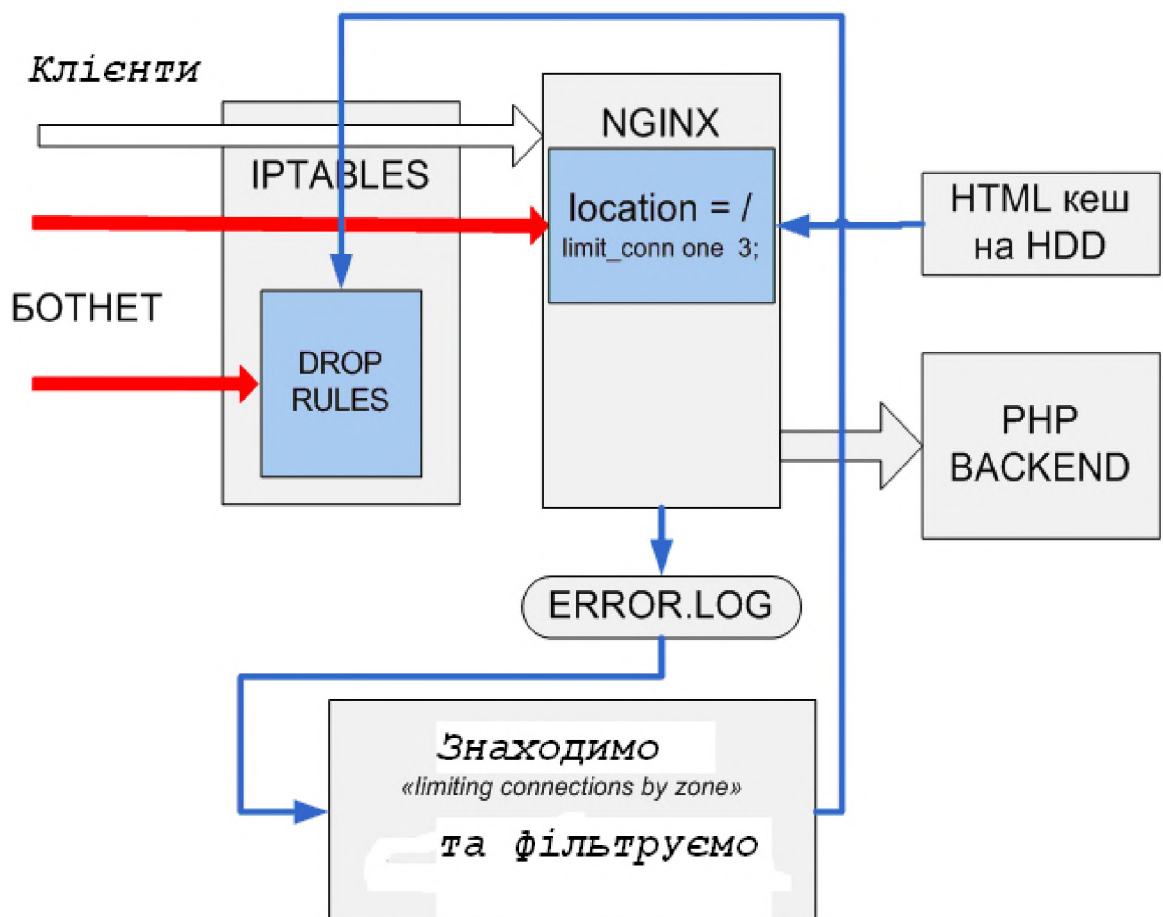 Клієнти
IPTABLES
NGINX
location = /
limit_conn one 3;
HTML кеш
на HDD
БОТНЕТ
DROP
RULES
PHP
BACKEND
ERROR.LOG
Знаходимо
«limiting connections by zone»
та фільтруємо